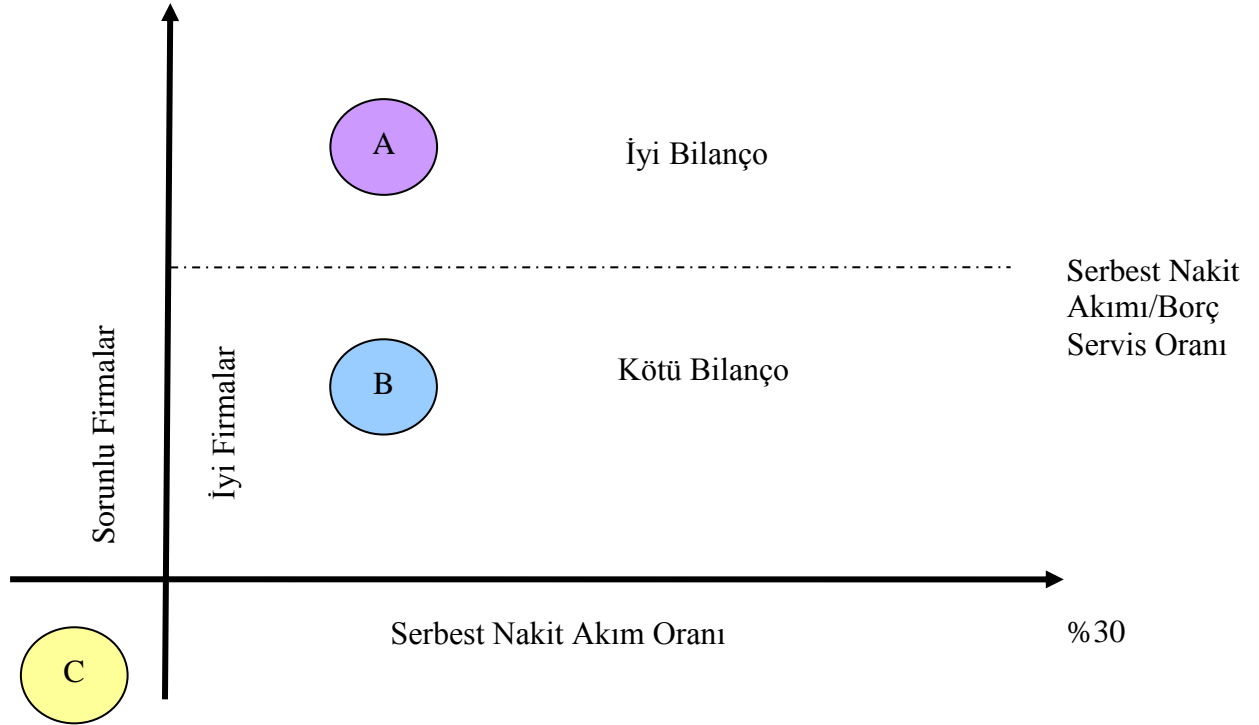 A
İyi Bilanço
Serbest Nakit
Akımı/Borç
Servis Oranı
Sorunlu Firmalar
İyi Firmalar
B
Kötü Bilanço
Serbest Nakit Akım Oranı
%30
C